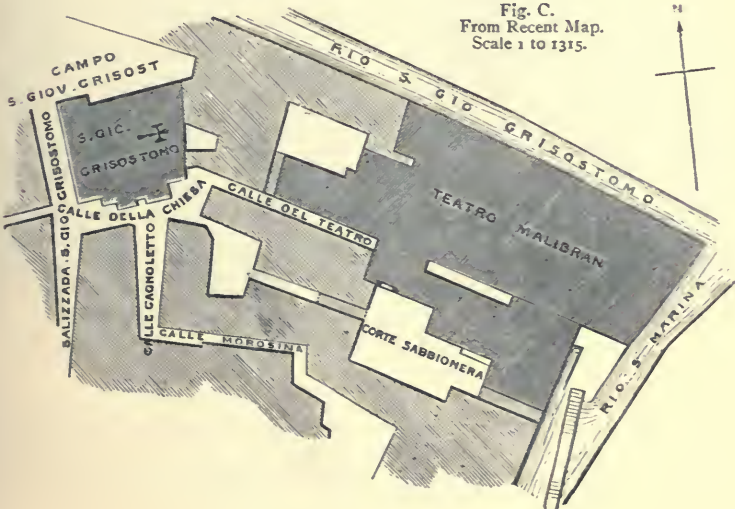 Fig. C.
From Recent Map.
Scale 1 to 1315.
N
CAMPO
S. GIOV. GRISOST
S. GIO.
GRISOSTOMO
SALIZZADA. S. GIO. GRISOSTOMO
CALLE DELLA CHIESA
CALLE CAGNOLETTO
CALLE MOROSINA
CALLE DEL TEATRO
RIO S. GIO GRISOSTOMO
TEATRO MALIBRAN
CORTE SABBIONERA
RIO S. MARINA